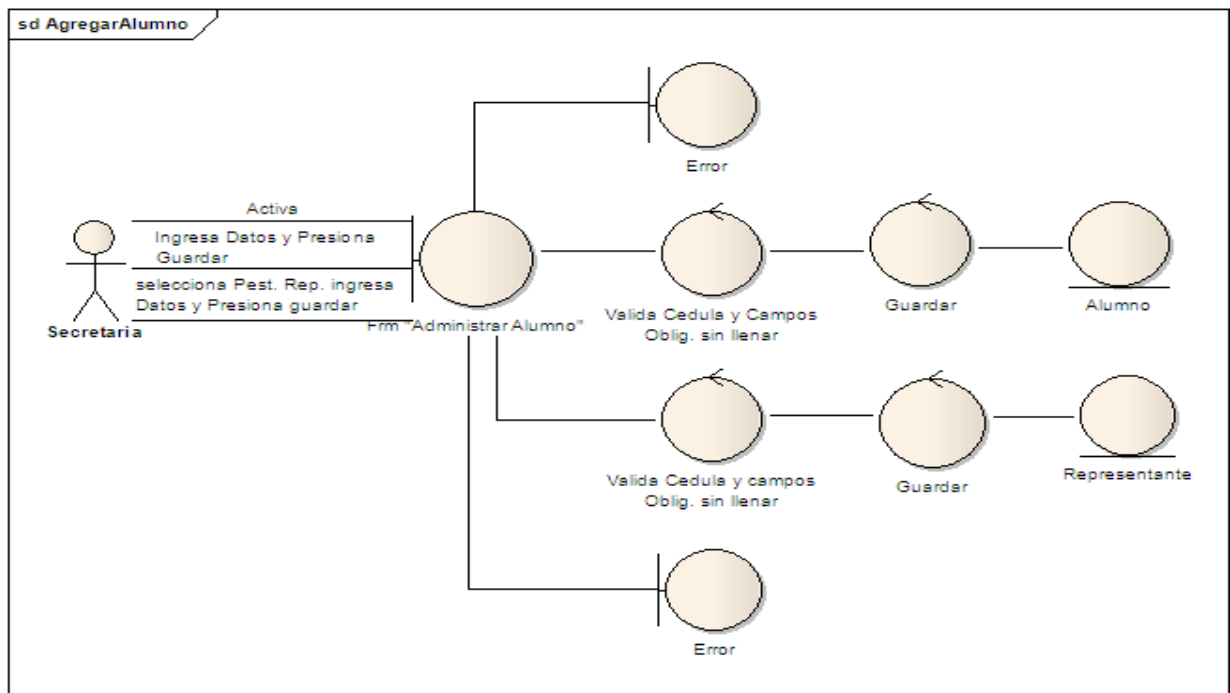 sd AgregarAlumno
Error
Activa
Ingresa Datos y Presiona
Guardar
selecciona Pest. Rep. ingresa
Datos y Presiona guardar
Secretaria
Frm "Administrar Alumno"
Valida Cedula y Campos
Oblig. sin llenar
Guardar
Alumno
Valida Cedula y campos
Oblig. sin llenar
Guardar
Representante
Error